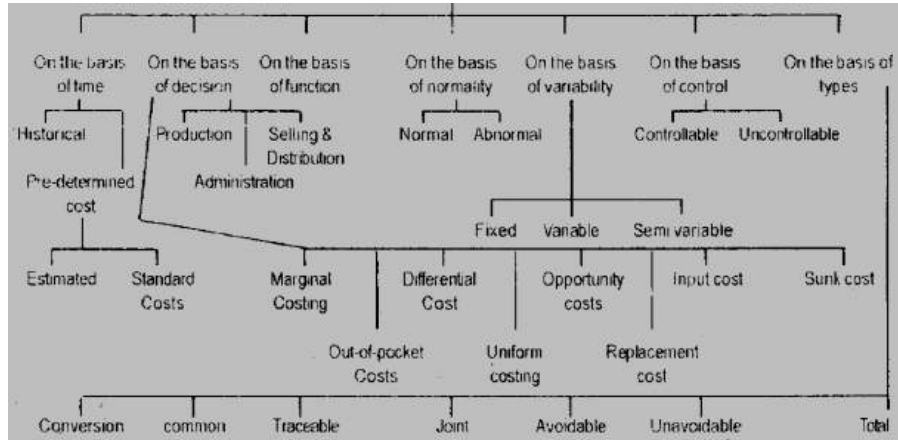 On the basis On the basis On the basis On the basis On the basis On the basis On the basis of
of time of decision of function of normality of variability of control types
Historical Production Selling & Normal Abnormal Controllable Uncontrollable
Distribution
Pre-determined Administration
cost
Fixed Variable Semi variable
Estimated Standard Marginal Differential Opportunity Input cost Sunk cost
Costs Costing Cost costs
Out-of-pocket Uniform Replacement
Costs costing cost
Conversion common Traceable Joint Avoidable Unavoidable Total